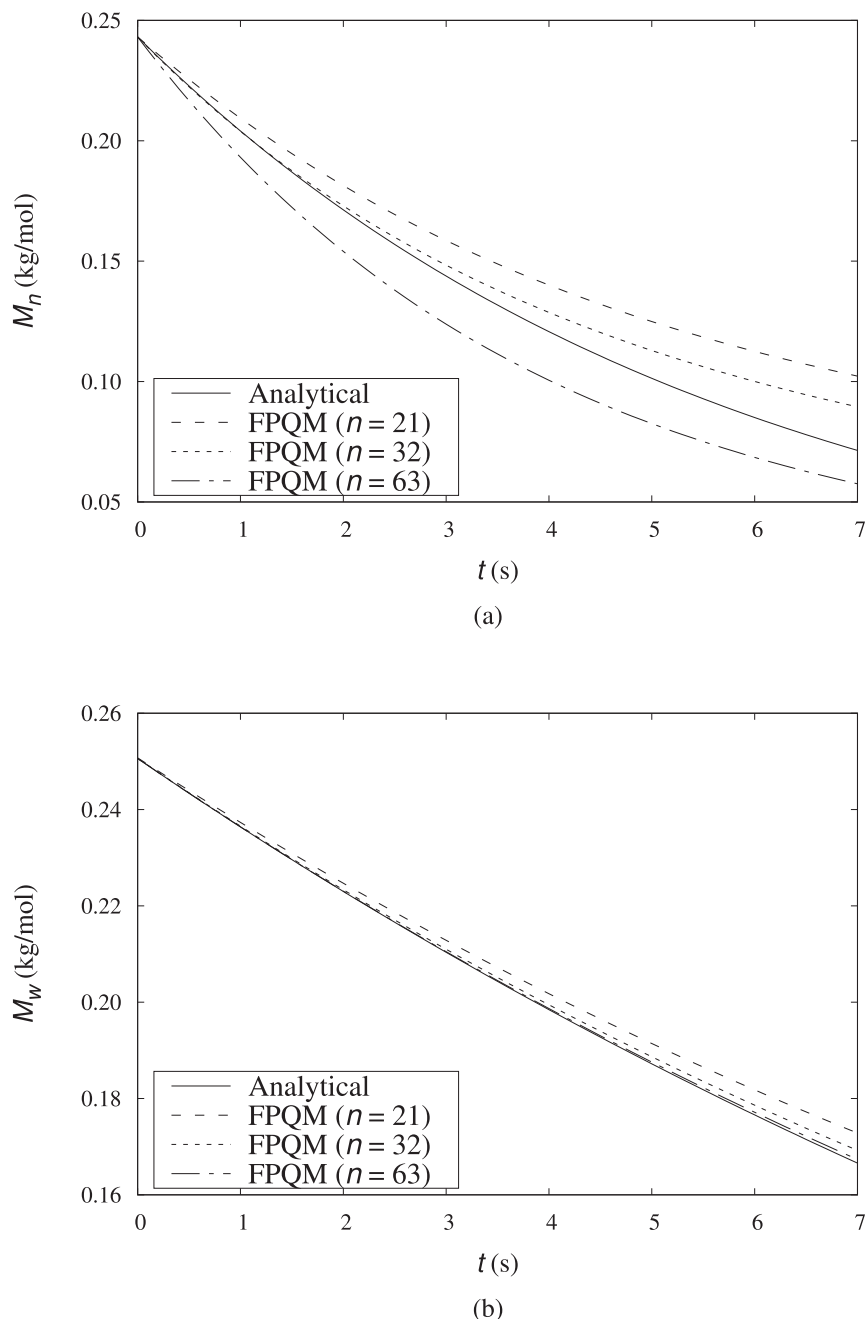 0.25
0.20
0.15
0.10
0.05
M_n (kg/mol)
Analytical
FPQM (n = 21)
FPQM (n = 32)
FPQM (n = 63)
0 1 2 3 4 5 6 7
t (s)
(a)
0.26
0.24
0.22
0.20
0.18
0.16
M_w (kg/mol)
Analytical
FPQM (n = 21)
FPQM (n = 32)
FPQM (n = 63)
0 1 2 3 4 5 6 7
t (s)
(b)